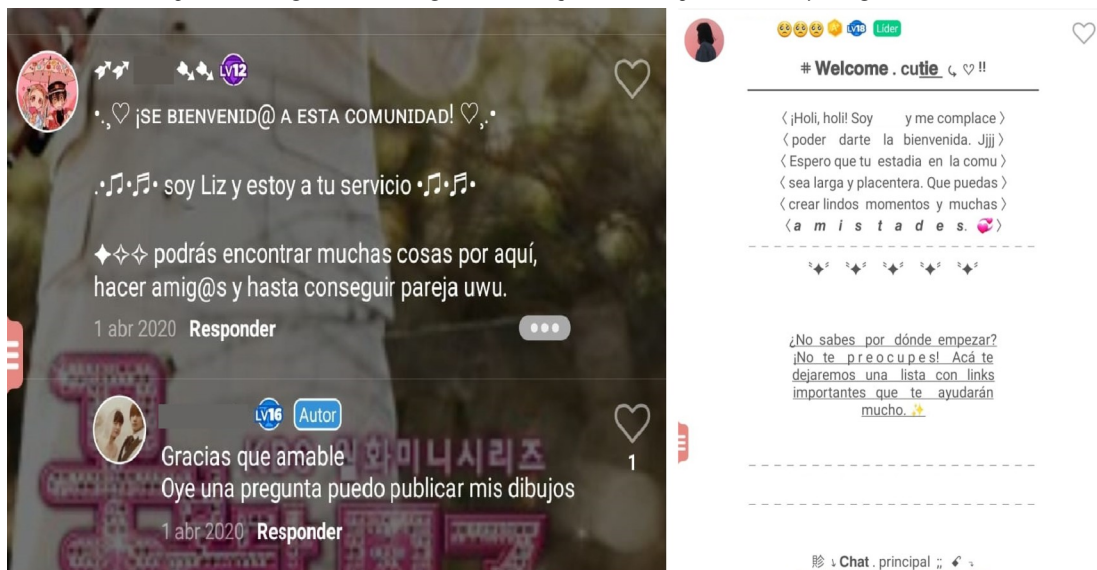 LV12
•.¸♡ ¡SE BIENVENID@ A ESTA COMUNIDAD! ♡¸.•
.•♫•♬• soy Liz y estoy a tu servicio •♫•♬•
✦✧✧ podrás encontrar muchas cosas por aquí,
hacer amig@s y hasta conseguir pareja uwu.
1 abr 2020 Responder
LV16 Autor
Gracias que amable
Oye una pregunta puedo publicar mis dibujos
1
1 abr 2020 Responder
LV18 Líder
# Welcome . cutie ♡ !!
〈 ¡Holi, holi! Soy y me complace 〉
〈 poder darte la bienvenida. Jjjj 〉
〈 Espero que tu estadia en la comu 〉
〈 sea larga y placentera. Que puedas 〉
〈 crear lindos momentos y muchas 〉
〈 a m i s t a d e s. 💞 〉
¿No sabes por dónde empezar?
¡No te p r e o c u p e s! Acá te
dejaremos una lista con links
importantes que te ayudarán
mucho. ✨
Chat . principal ;;